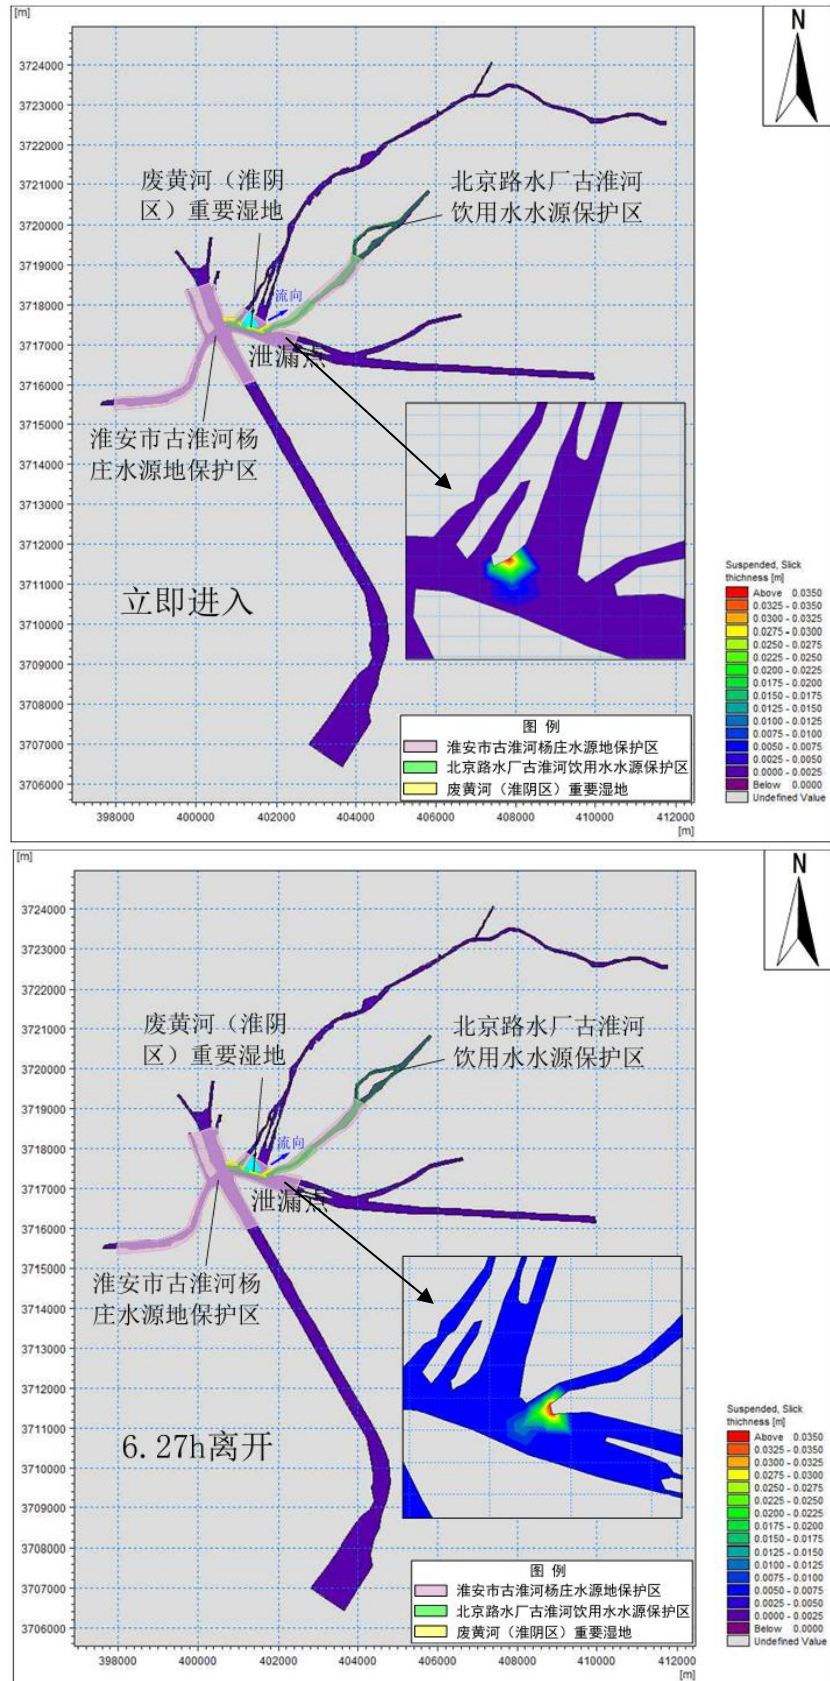 [m]
N
3724000
3723000
3722000
3721000
3720000
3719000
3718000
3717000
3716000
3715000
3714000
3713000
3712000
3711000
3710000
3709000
3708000
3707000
3706000
废黄河（淮阴
区）重要湿地
北京路水厂古淮河
饮用水水源保护区
流向
泄漏点
淮安市古淮河杨
庄水源地保护区
立即进入
图 例
淮安市古淮河杨庄水源地保护区
北京路水厂古淮河饮用水水源保护区
废黄河（淮阴区）重要湿地
Suspended, Slick
thichness [m]
Above 0.0350
0.0325 - 0.0350
0.0300 - 0.0325
0.0275 - 0.0300
0.0250 - 0.0275
0.0225 - 0.0250
0.0200 - 0.0225
0.0175 - 0.0200
0.0150 - 0.0175
0.0125 - 0.0150
0.0100 - 0.0125
0.0075 - 0.0100
0.0050 - 0.0075
0.0025 - 0.0050
0.0000 - 0.0025
Below 0.0000
Undefined Value
398000 400000 402000 404000 406000 408000 410000 412000
[m]
[m]
N
3724000
3723000
3722000
3721000
3720000
3719000
3718000
3717000
3716000
3715000
3714000
3713000
3712000
3711000
3710000
3709000
3708000
3707000
3706000
废黄河（淮阴
区）重要湿地
北京路水厂古淮河
饮用水水源保护区
流向
泄漏点
淮安市古淮河杨
庄水源地保护区
6.27h离开
图 例
淮安市古淮河杨庄水源地保护区
北京路水厂古淮河饮用水水源保护区
废黄河（淮阴区）重要湿地
Suspended, Slick
thichness [m]
Above 0.0350
0.0325 - 0.0350
0.0300 - 0.0325
0.0275 - 0.0300
0.0250 - 0.0275
0.0225 - 0.0250
0.0200 - 0.0225
0.0175 - 0.0200
0.0150 - 0.0175
0.0125 - 0.0150
0.0100 - 0.0125
0.0075 - 0.0100
0.0050 - 0.0075
0.0025 - 0.0050
0.0000 - 0.0025
Below 0.0000
Undefined Value
398000 400000 402000 404000 406000 408000 410000 412000
[m]